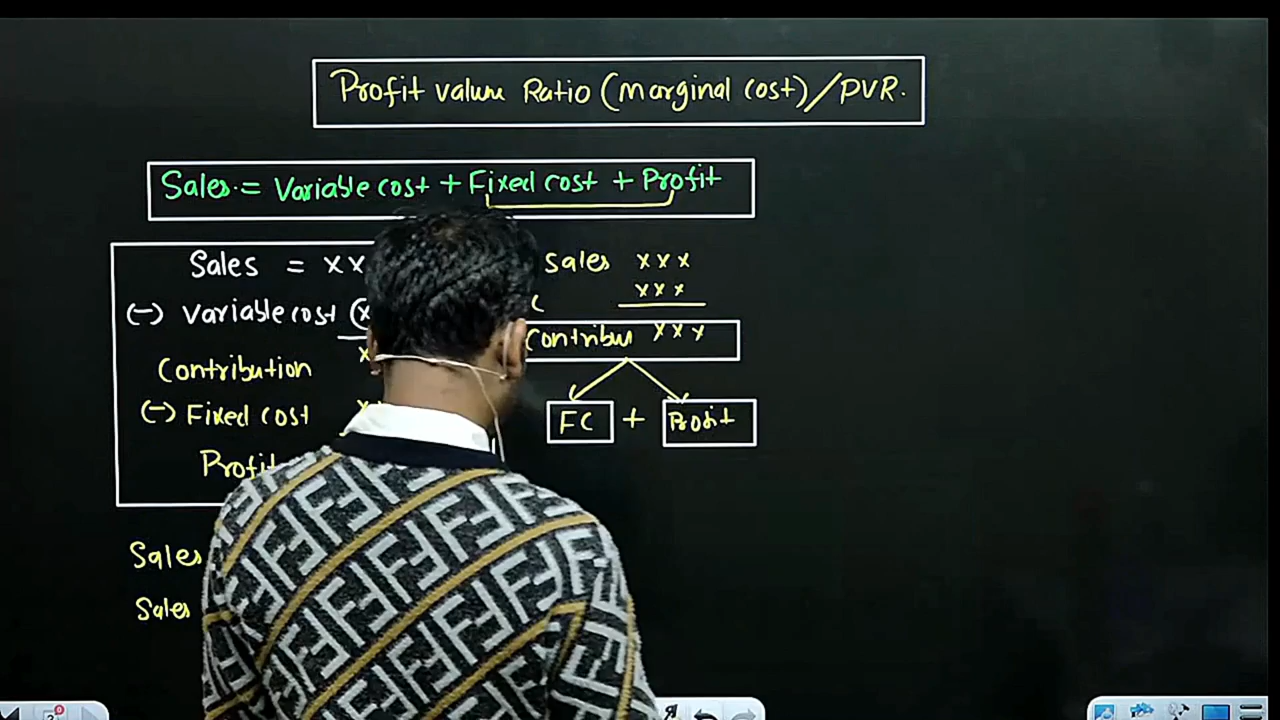 Profit valum Ratio (marginal cost) / PVR.
Sales = Variable cost + Fixed cost + Profit
Sales = xx
(-) Variable cost (x
Contribution x
(-) Fixed cost
Profit
Sales
Sales
Sales xxx
C xxx
Contribu xxx
FC + Profit